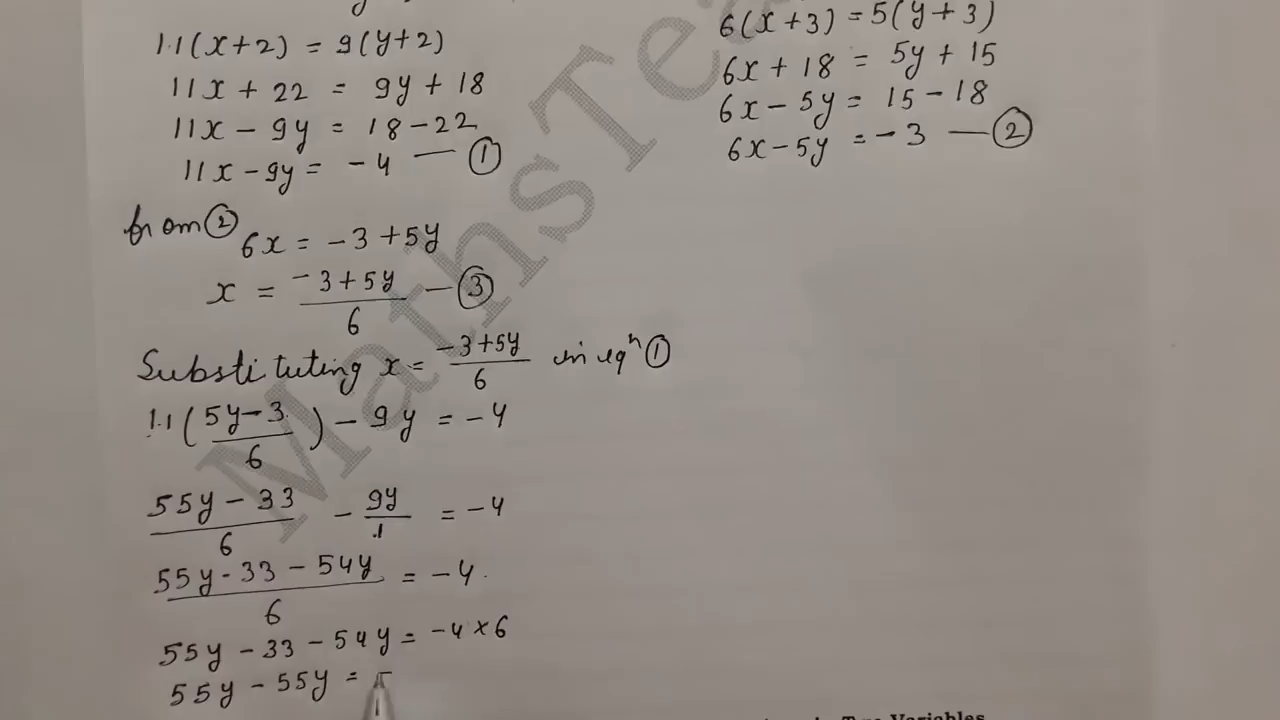 11(x+2) = 9(y+2)
11x + 22 = 9y + 18
11x - 9y = 18 - 22
11x - 9y = -4 — ①
6(x+3) = 5(y+3)
6x + 18 = 5y + 15
6x - 5y = 15 - 18
6x - 5y = -3 — ②
from ②
6x = -3 + 5y
x = (-3+5y)/6 — ③
Substituting x = (-3+5y)/6 in eqⁿ ①
11((5y-3)/6) - 9y = -4
(55y - 33)/6 - 9y/1 = -4
(55y - 33 - 54y)/6 = -4
55y - 33 - 54y = -4 × 6
55y - 55y =
Variables
MathsTe